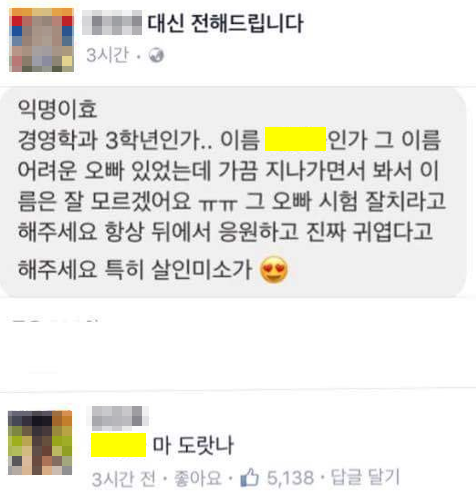 대신 전해드립니다
3시간 ·
익명이효
경영학과 3학년인가.. 이름 인가 그 이름
어려운 오빠 있었는데 가끔 지나가면서 봐서 이
름은 잘 모르겠어요 ㅠㅠ 그 오빠 시험 잘치라고
해주세요 항상 뒤에서 응원하고 진짜 귀엽다고
해주세요 특히 살인미소가 😍
마 도랏나
3시간 전 · 좋아요 · 👍 5,138 · 답글 달기